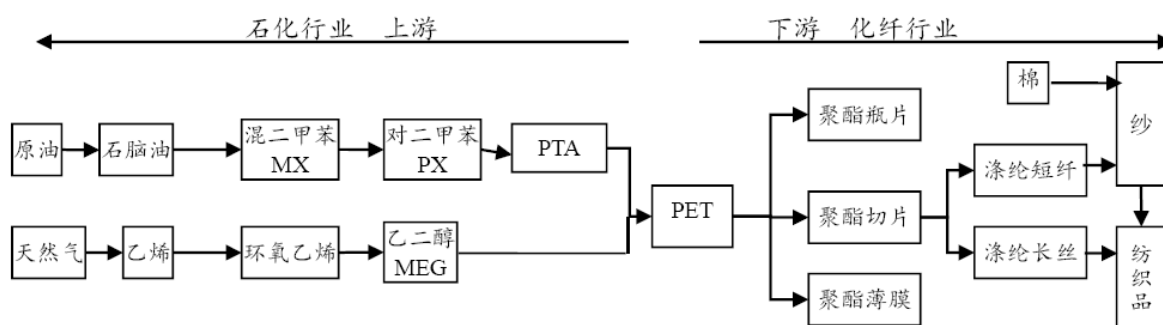 石化行业 上游
下游 化纤行业
棉
纱
聚酯瓶片
原油
石脑油
混二甲苯
MX
对二甲苯
PX
PTA
涤纶短纤
PET
聚酯切片
天然气
乙烯
环氧乙烯
乙二醇
MEG
涤纶长丝
纺
织
品
聚酯薄膜